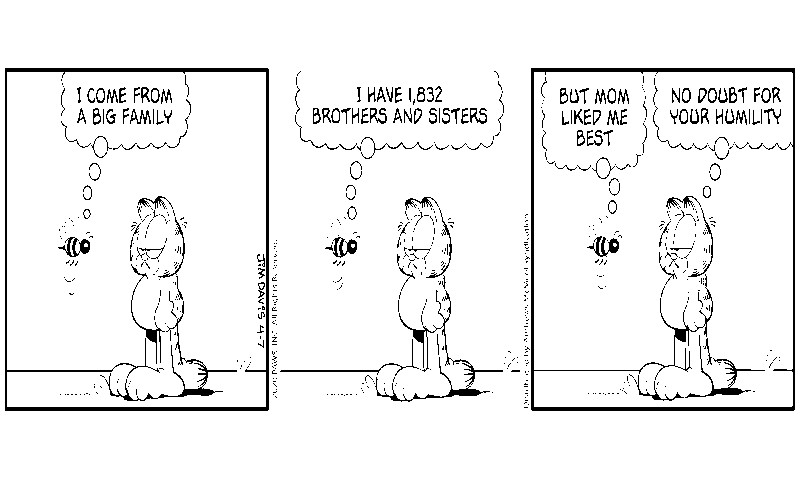 I COME FROM
A BIG FAMILY
JIM DAVIS 4-7
I HAVE 1,832
BROTHERS AND SISTERS
BUT MOM
LIKED ME
BEST
NO DOUBT FOR
YOUR HUMILITY